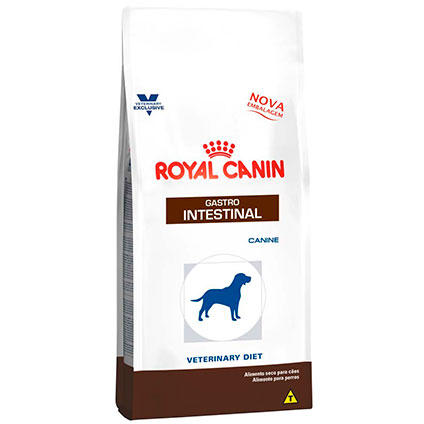 VETERINARY
EXCLUSIVE
NOVA
EMBALAGEM
ROYAL CANIN
GASTRO
INTESTINAL
CANINE
VETERINARY DIET
Alimento seco para cães
Alimento para perros
T